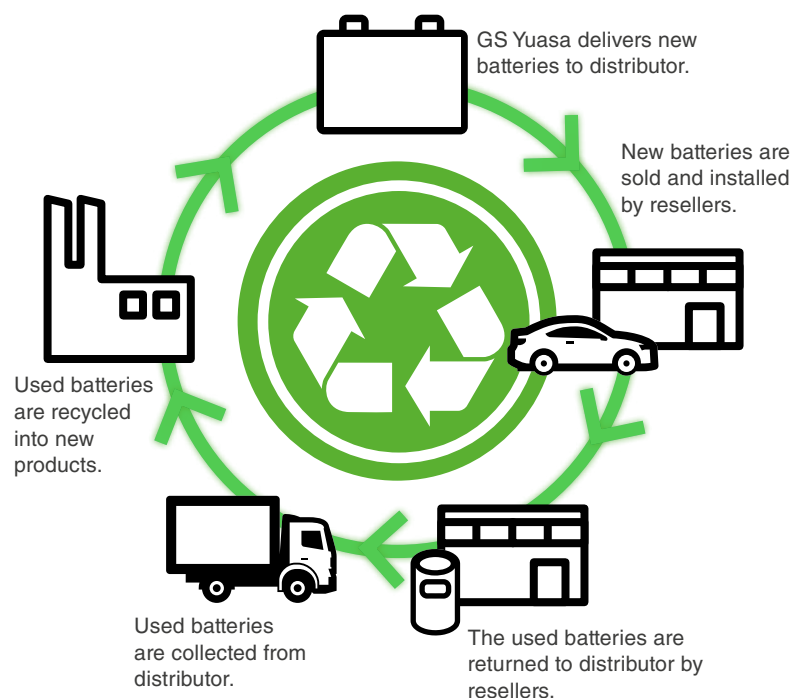 GS Yuasa delivers new
batteries to distributor.
New batteries are
sold and installed
by resellers.
The used batteries are
returned to distributor by
resellers.
Used batteries
are collected from
distributor.
Used batteries
are recycled
into new
products.